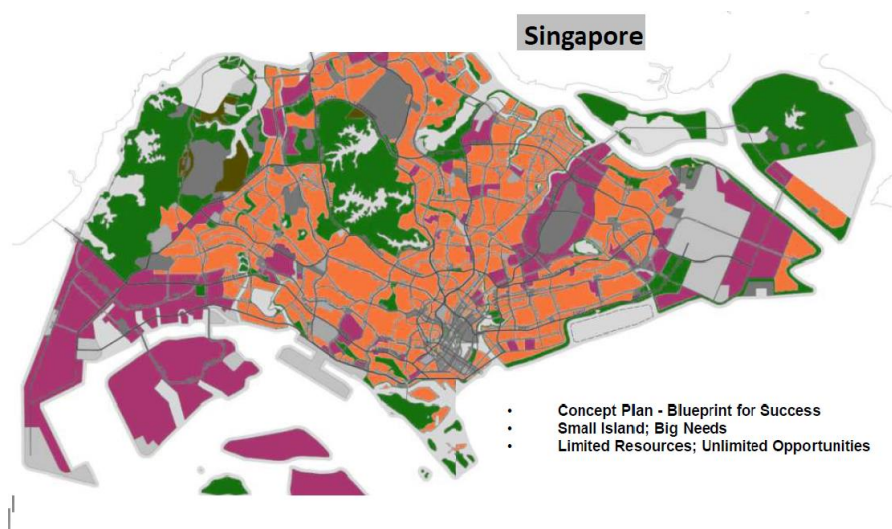 Singapore
• Concept Plan - Blueprint for Success
• Small Island; Big Needs
• Limited Resources; Unlimited Opportunities